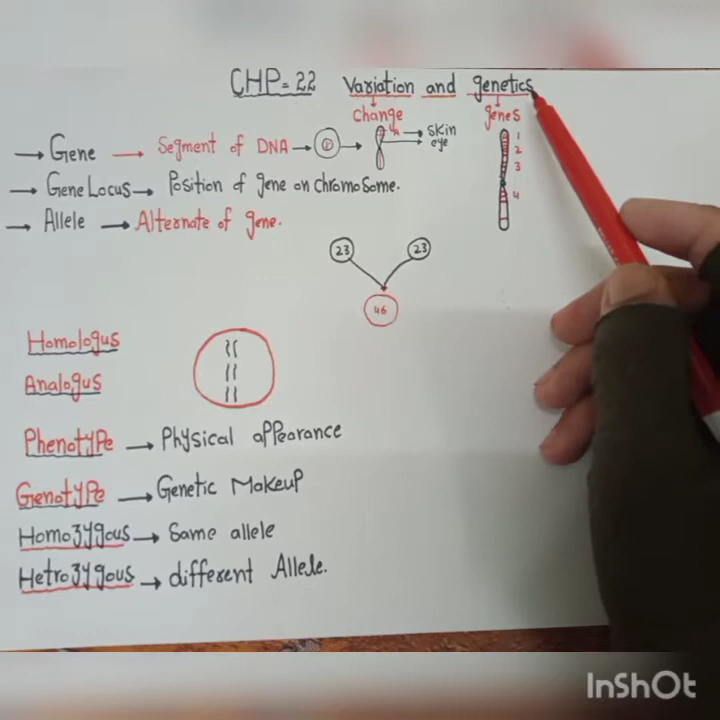 CHP=22 Variation and genetics
change
genes
→ Gene → Segment of DNA → → skin
eye
1
2
3
4
→ Gene Locus → Position of gene on chromosome.
→ Allele → Alternate of gene.
23 23
46
Homologus
Analogus
Phenotype → Physical appearance
Genotype → Genetic Makeup
Homozygous → Same allele
Hetrozygous → different Allele.
InShOt